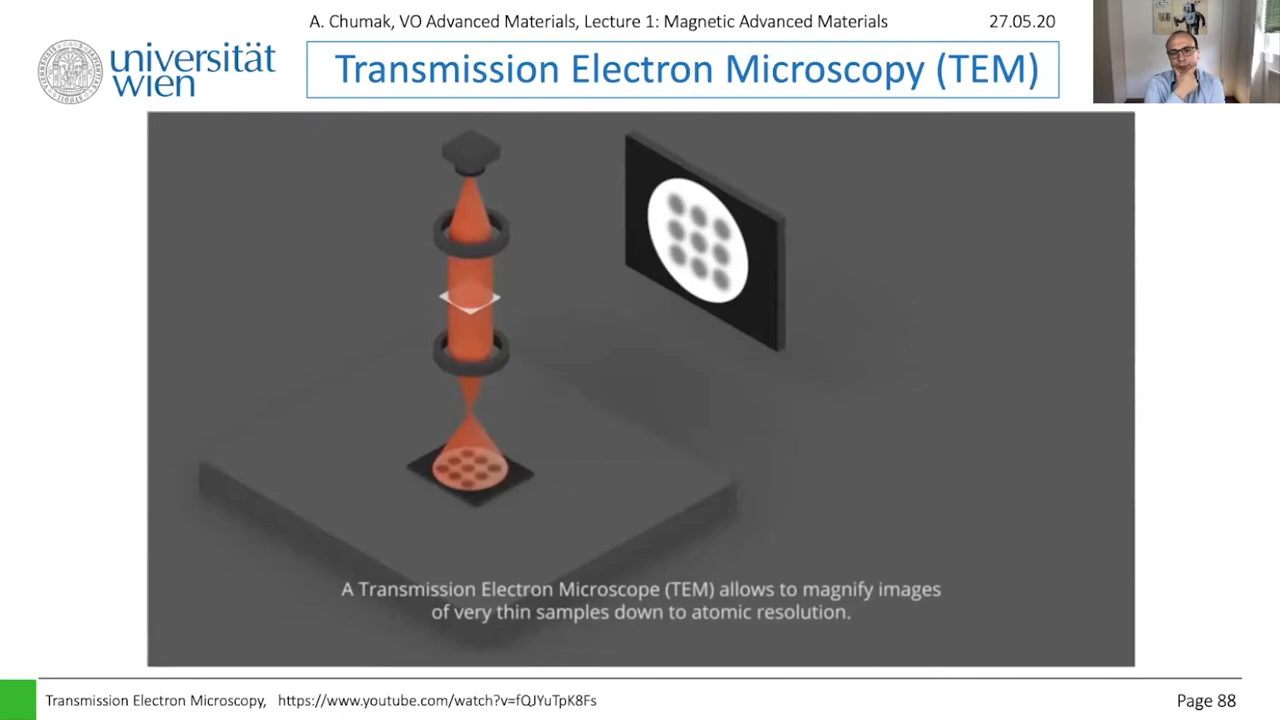 A. Chumak, VO Advanced Materials, Lecture 1: Magnetic Advanced Materials 27.05.20
universität
wien
Transmission Electron Microscopy (TEM)
A Transmission Electron Microscope (TEM) allows to magnify images
of very thin samples down to atomic resolution.
Transmission Electron Microscopy, https://www.youtube.com/watch?v=fQJYuTpK8Fs
Page 88